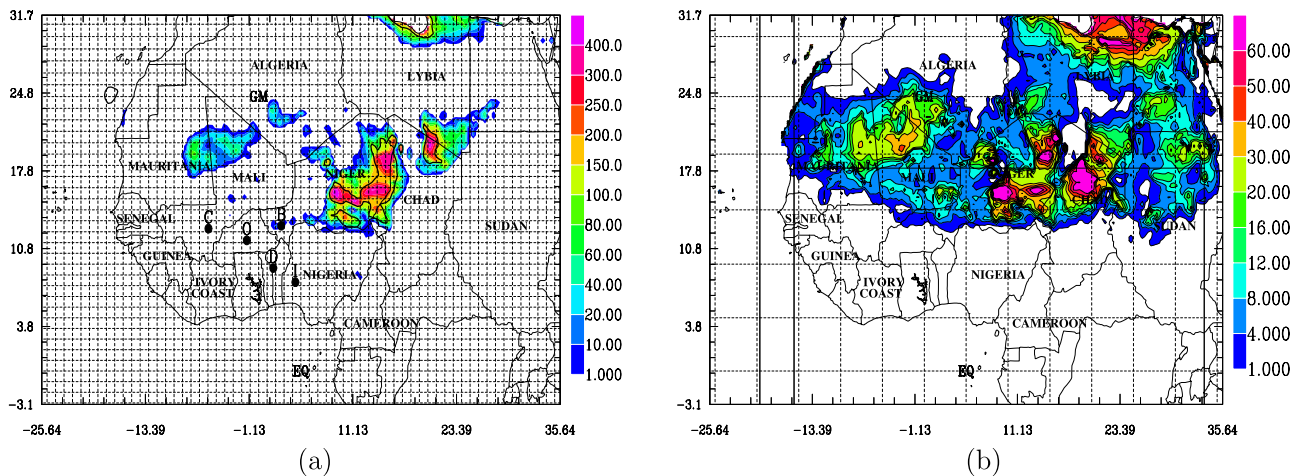 31.7
24.8
17.8
10.8
3.8
−3.1
−25.64 −13.39 −1.13 11.13 23.39 35.64
ALGERIA
LYBIA
GM
MAURITANIA
MALI
NIGER
CHAD
SENEGAL
C
O
B
SUDAN
GUINEA
D
IVORY
COAST
I
NIGERIA
CAMEROON
EQ°
400.0
300.0
250.0
200.0
150.0
100.0
80.00
60.00
40.00
20.00
10.00
1.000
(a)
31.7
24.8
17.8
10.8
3.8
−3.1
−25.64 −13.39 −1.13 11.13 23.39 35.64
ALGERIA
GM
MALI
SENEGAL
SUDAN
GUINEA
IVORY
COAST
NIGERIA
CAMEROON
EQ°
60.00
50.00
40.00
30.00
20.00
16.00
12.00
8.000
4.000
1.000
(b)